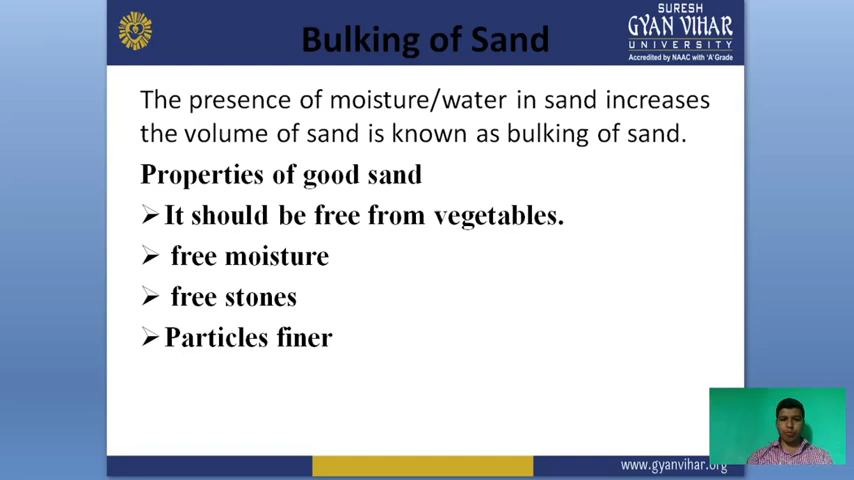 SURESH
GYAN VIHAR
UNIVERSITY
Accredited by NAAC with 'A' Grade
Bulking of Sand
The presence of moisture/water in sand increases
the volume of sand is known as bulking of sand.
Properties of good sand
➢It should be free from vegetables.
➢ free moisture
➢ free stones
➢Particles finer
www.gyanvihar.org